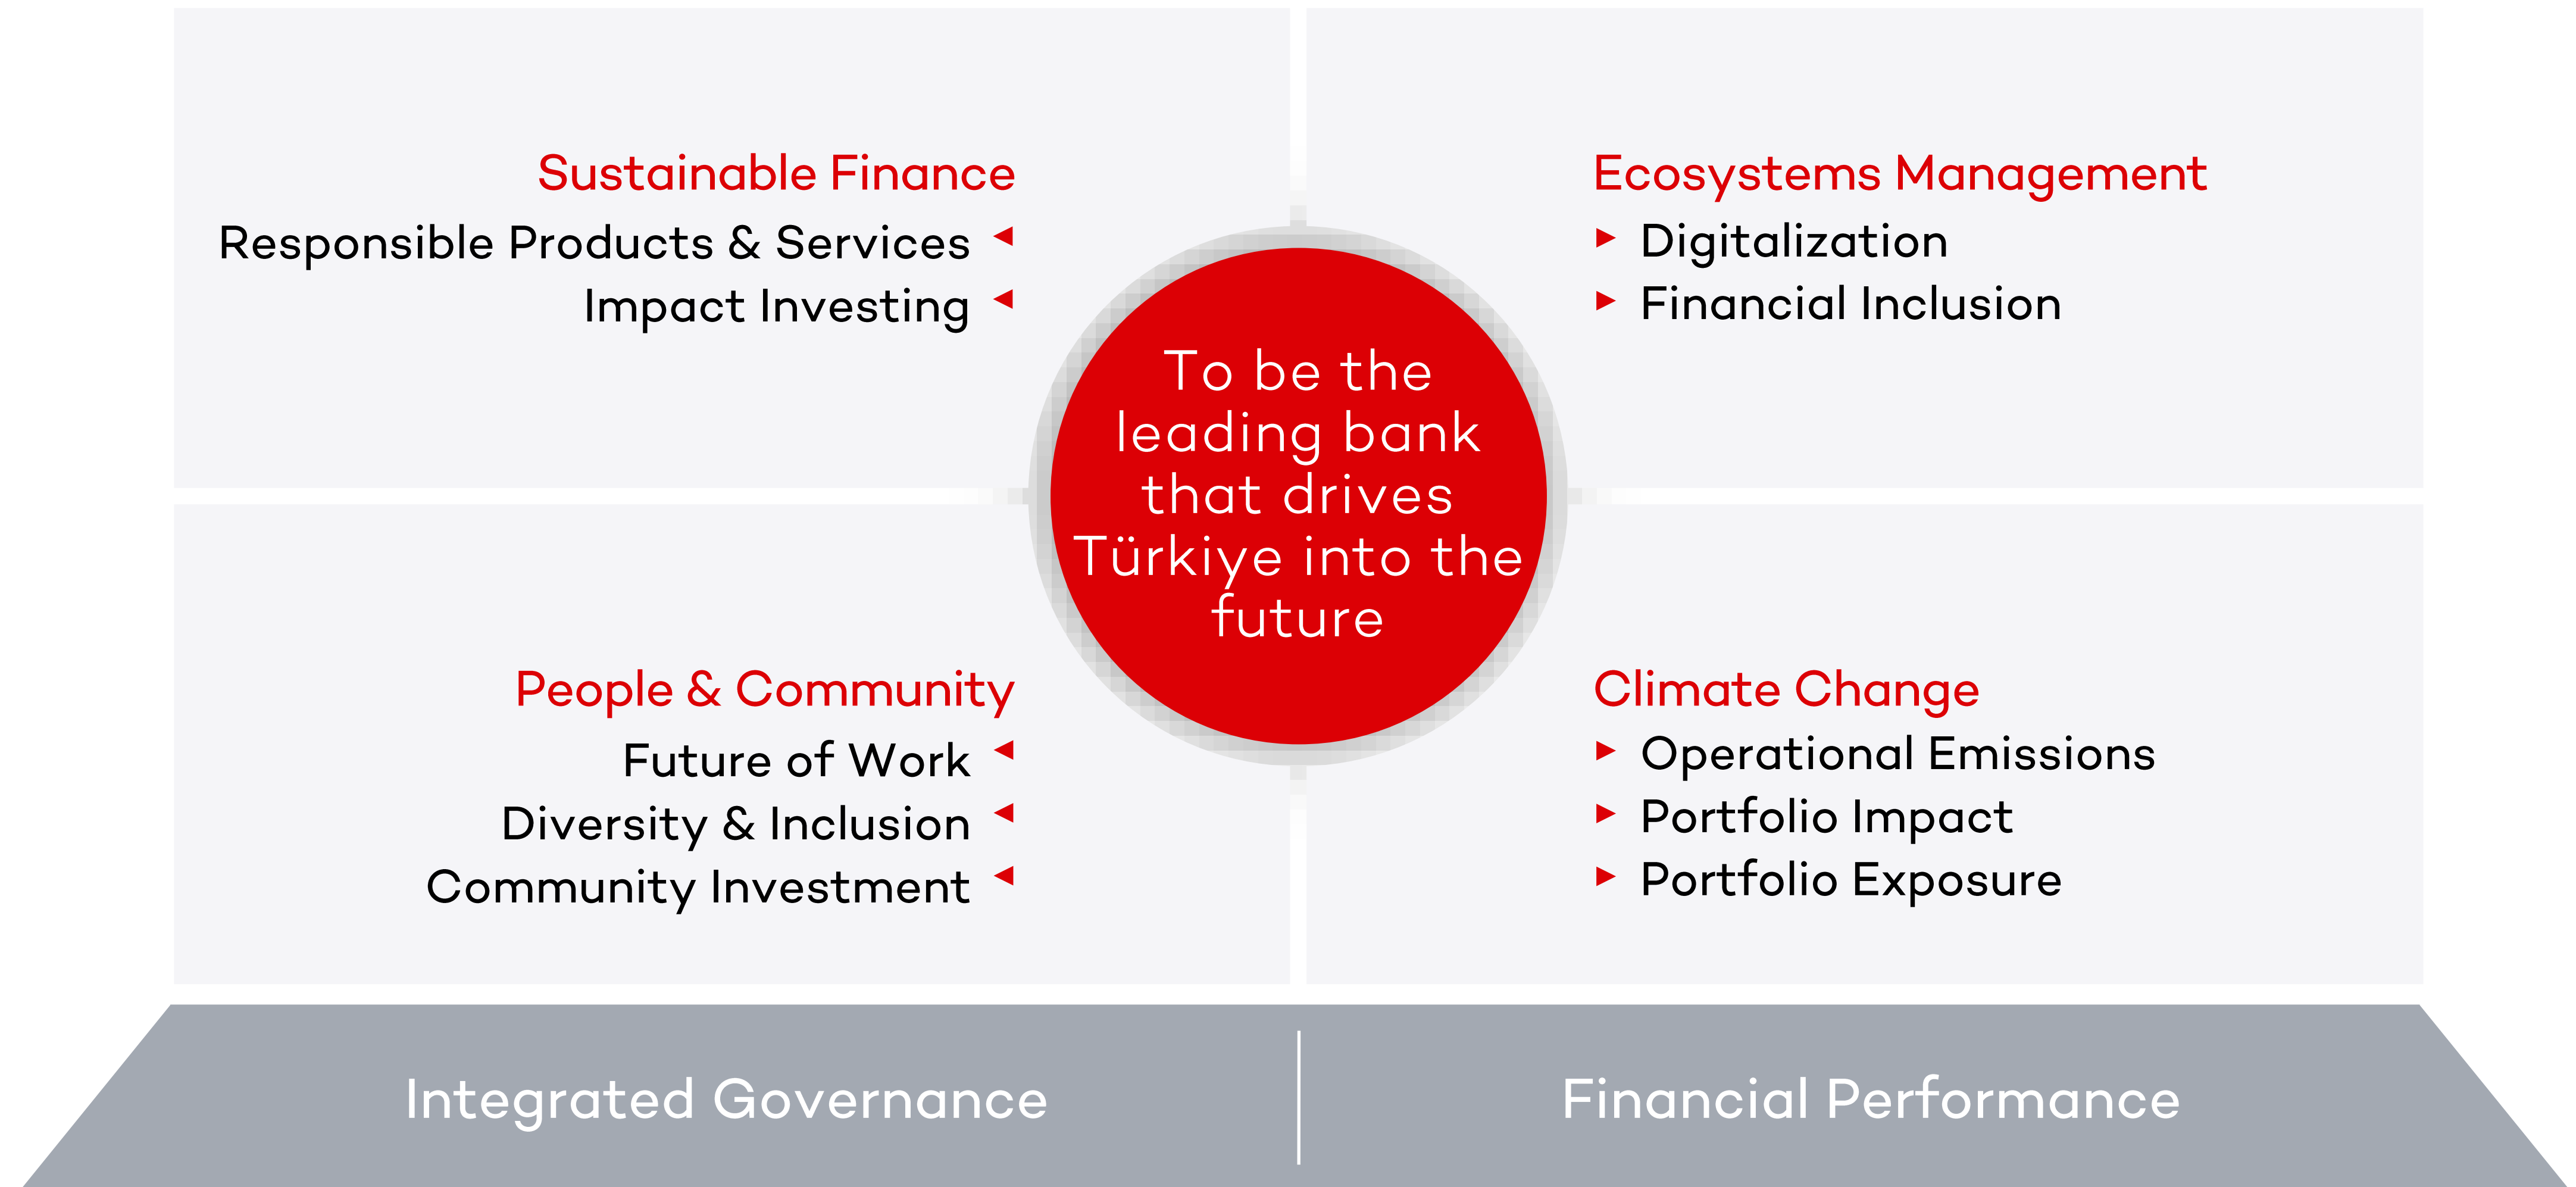 Sustainable Finance
Responsible Products & Services
Impact Investing
Ecosystems Management
Digitalization
Financial Inclusion
To be the
leading bank
that drives
Türkiye into the
future
People & Community
Future of Work
Diversity & Inclusion
Community Investment
Climate Change
Operational Emissions
Portfolio Impact
Portfolio Exposure
Integrated Governance
Financial Performance